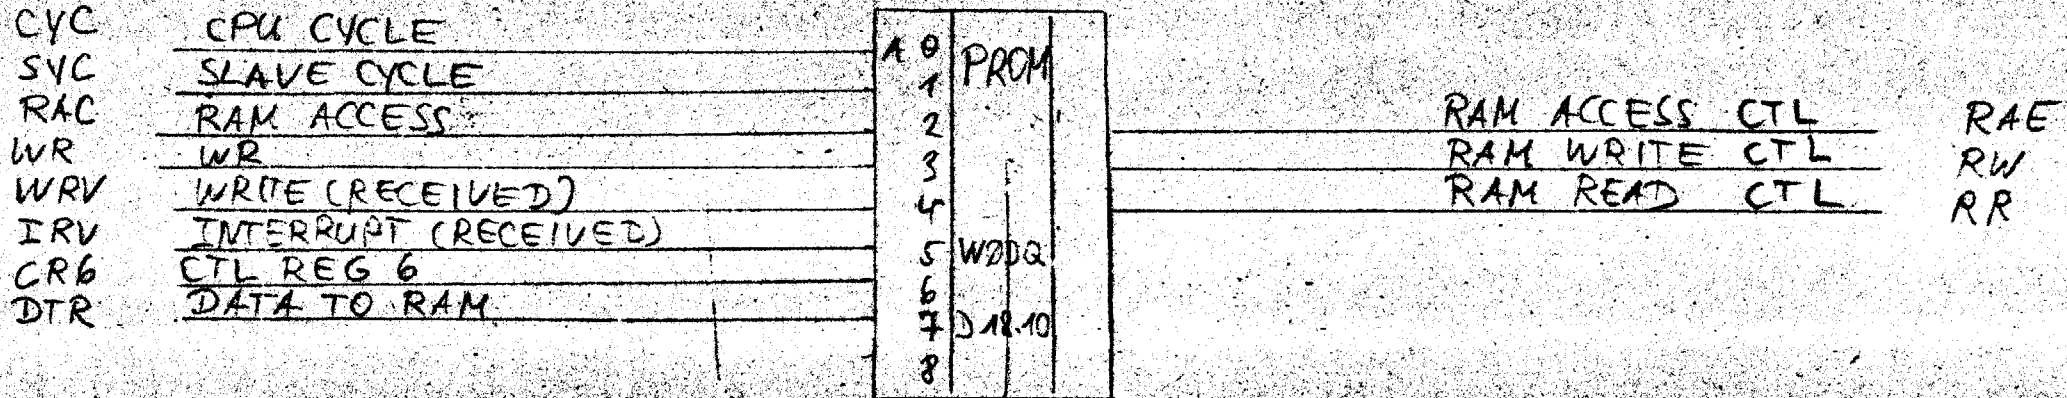 CYC CPU CYCLE A 0 PROM
SYC SLAVE CYCLE 1
RAC RAM ACCESS 2 RAM ACCESS CTL RAE
WR WR 3 RAM WRITE CTL RW
WRV WRITE (RECEIVED) 4 RAM READ CTL RR
IRV INTERRUPT (RECEIVED) 5
CR6 CTL REG 6 6
DTR DATA TO RAM 7 D 18.10
8